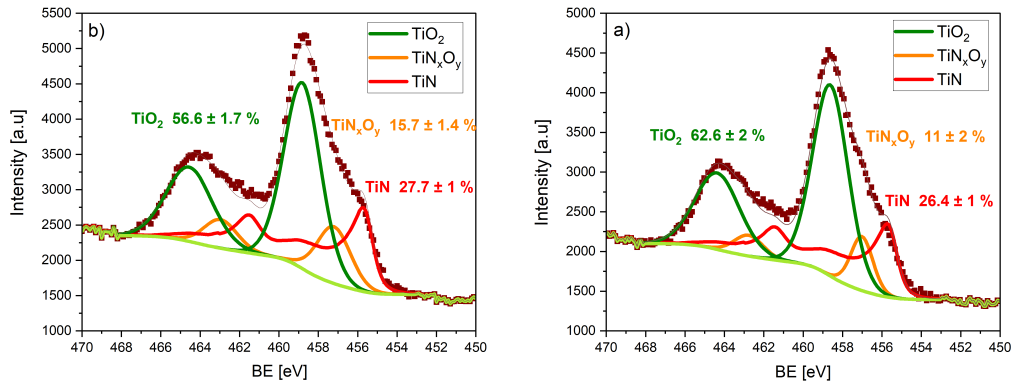 b)
TiO2
TiNxOy
TiN
TiO2 56.6 ± 1.7 %
TiNxOy 15.7 ± 1.4 %
TiN 27.7 ± 1 %
Intensity [a.u]
5500
5000
4500
4000
3500
3000
2500
2000
1500
1000
470 468 466 464 462 460 458 456 454 452 450
BE [eV]
a)
TiO2
TiNxOy
TiN
TiO2 62.6 ± 2 %
TiNxOy 11 ± 2 %
TiN 26.4 ± 1 %
Intensity [a.u]
5000
4500
4000
3500
3000
2500
2000
1500
1000
470 468 466 464 462 460 458 456 454 452 450
BE [eV]